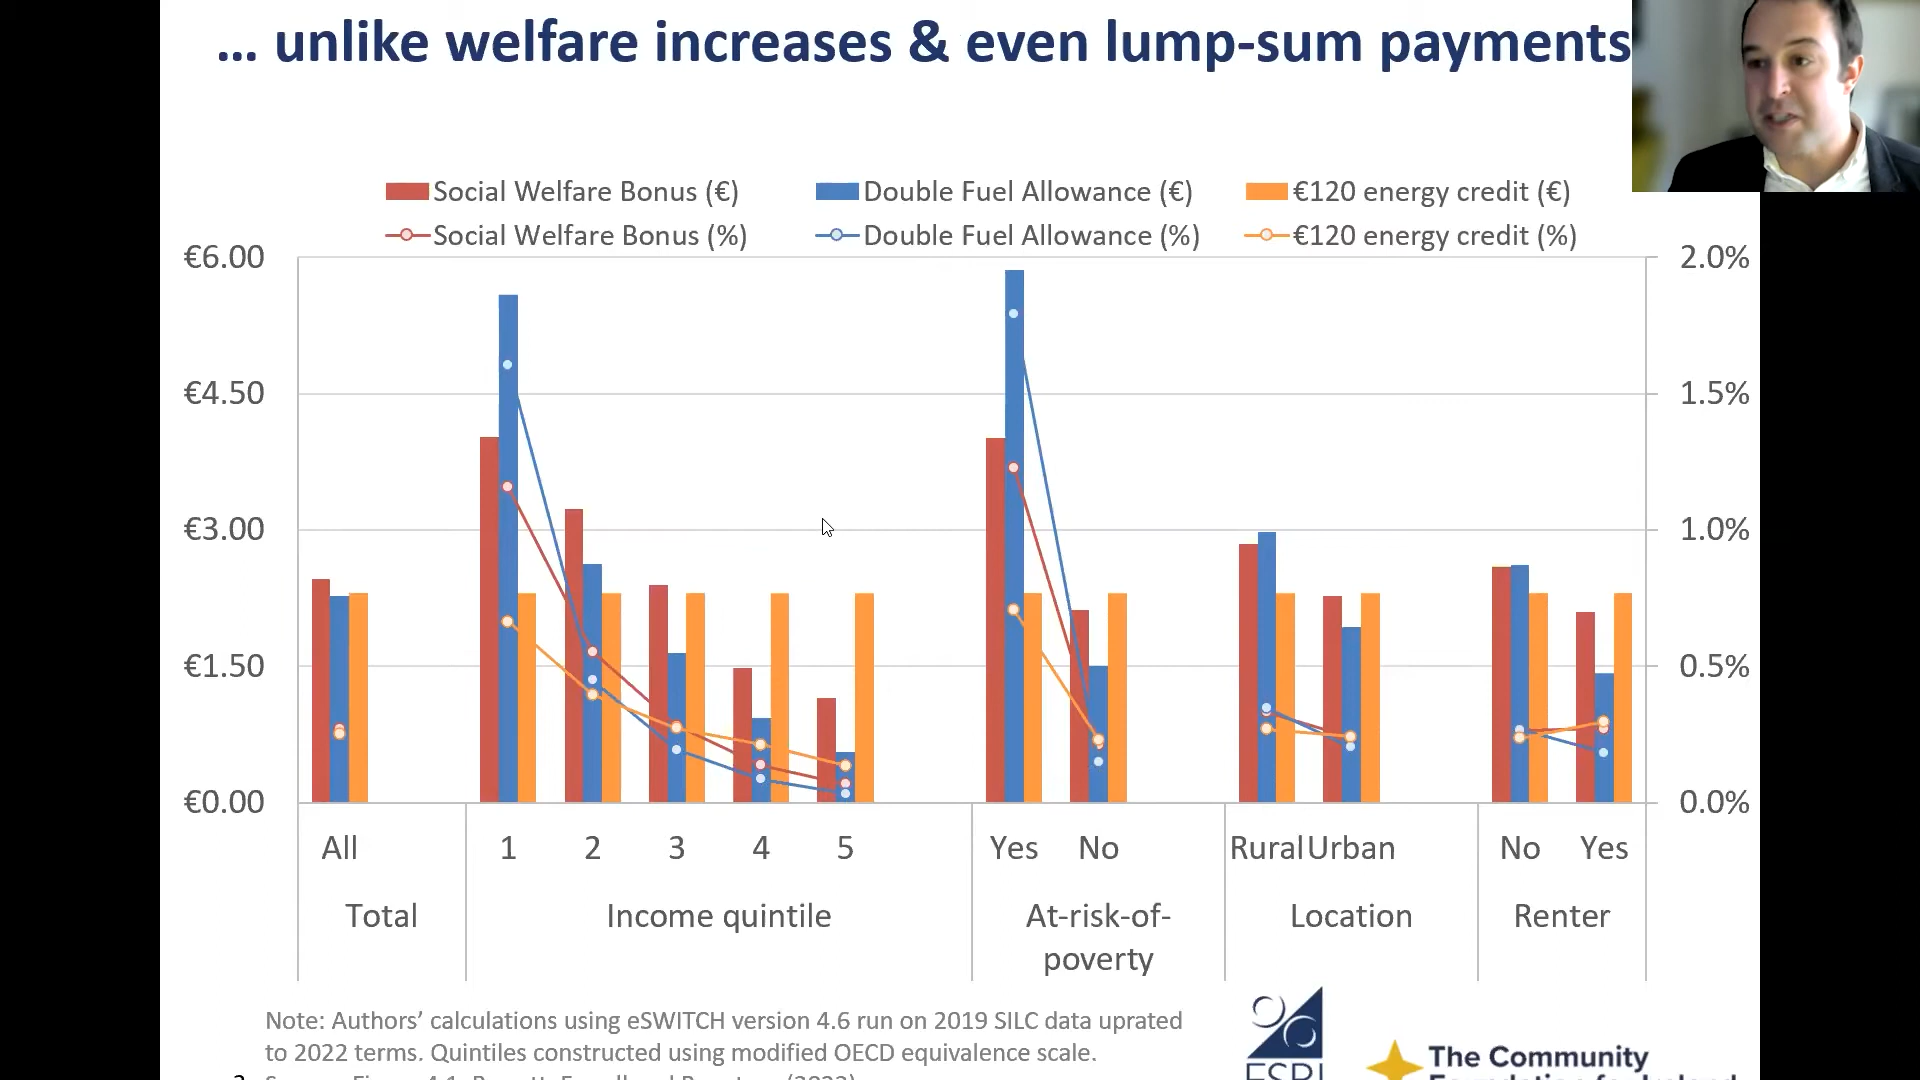 ... unlike welfare increases & even lump-sum payments
Social Welfare Bonus (€) Double Fuel Allowance (€) €120 energy credit (€)
Social Welfare Bonus (%) Double Fuel Allowance (%) €120 energy credit (%)
€6.00 2.0%
€4.50 1.5%
€3.00 1.0%
€1.50 0.5%
€0.00 0.0%
All 1 2 3 4 5 Yes No Rural Urban No Yes
Total Income quintile At-risk-of-poverty Location Renter
Note: Authors' calculations using eSWITCH version 4.6 run on 2019 SILC data uprated
to 2022 terms. Quintiles constructed using modified OECD equivalence scale.
ESRI
The Community
Foundation for Ireland